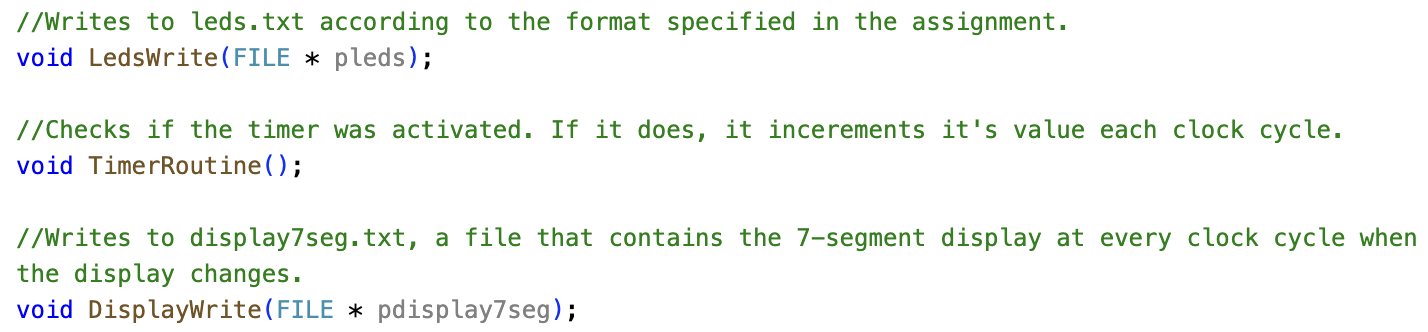 //Writes to leds.txt according to the format specified in the assignment.
void LedsWrite(FILE * pleds);
//Checks if the timer was activated. If it does, it incerements it's value each clock cycle.
void TimerRoutine();
//Writes to display7seg.txt, a file that contains the 7-segment display at every clock cycle when
the display changes.
void DisplayWrite(FILE * pdisplay7seg);